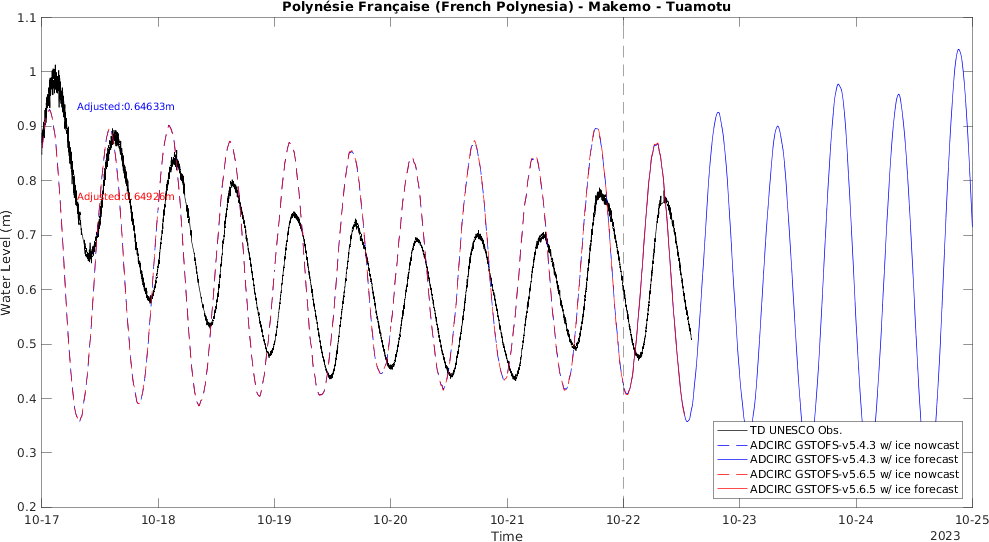 Polynésie Française (French Polynesia) - Makemo - Tuamotu
1.1
1
0.9
0.8
0.7
0.6
0.5
0.4
0.3
0.2
Water Level (m)
Adjusted:0.64633m
Adjusted:0.64926m
TD UNESCO Obs.
ADCIRC GSTOFS-v5.4.3 w/ ice nowcast
ADCIRC GSTOFS-v5.4.3 w/ ice forecast
ADCIRC GSTOFS-v5.6.5 w/ ice nowcast
ADCIRC GSTOFS-v5.6.5 w/ ice forecast
10-17 10-18 10-19 10-20 10-21 10-22 10-23 10-24 10-25
Time
2023